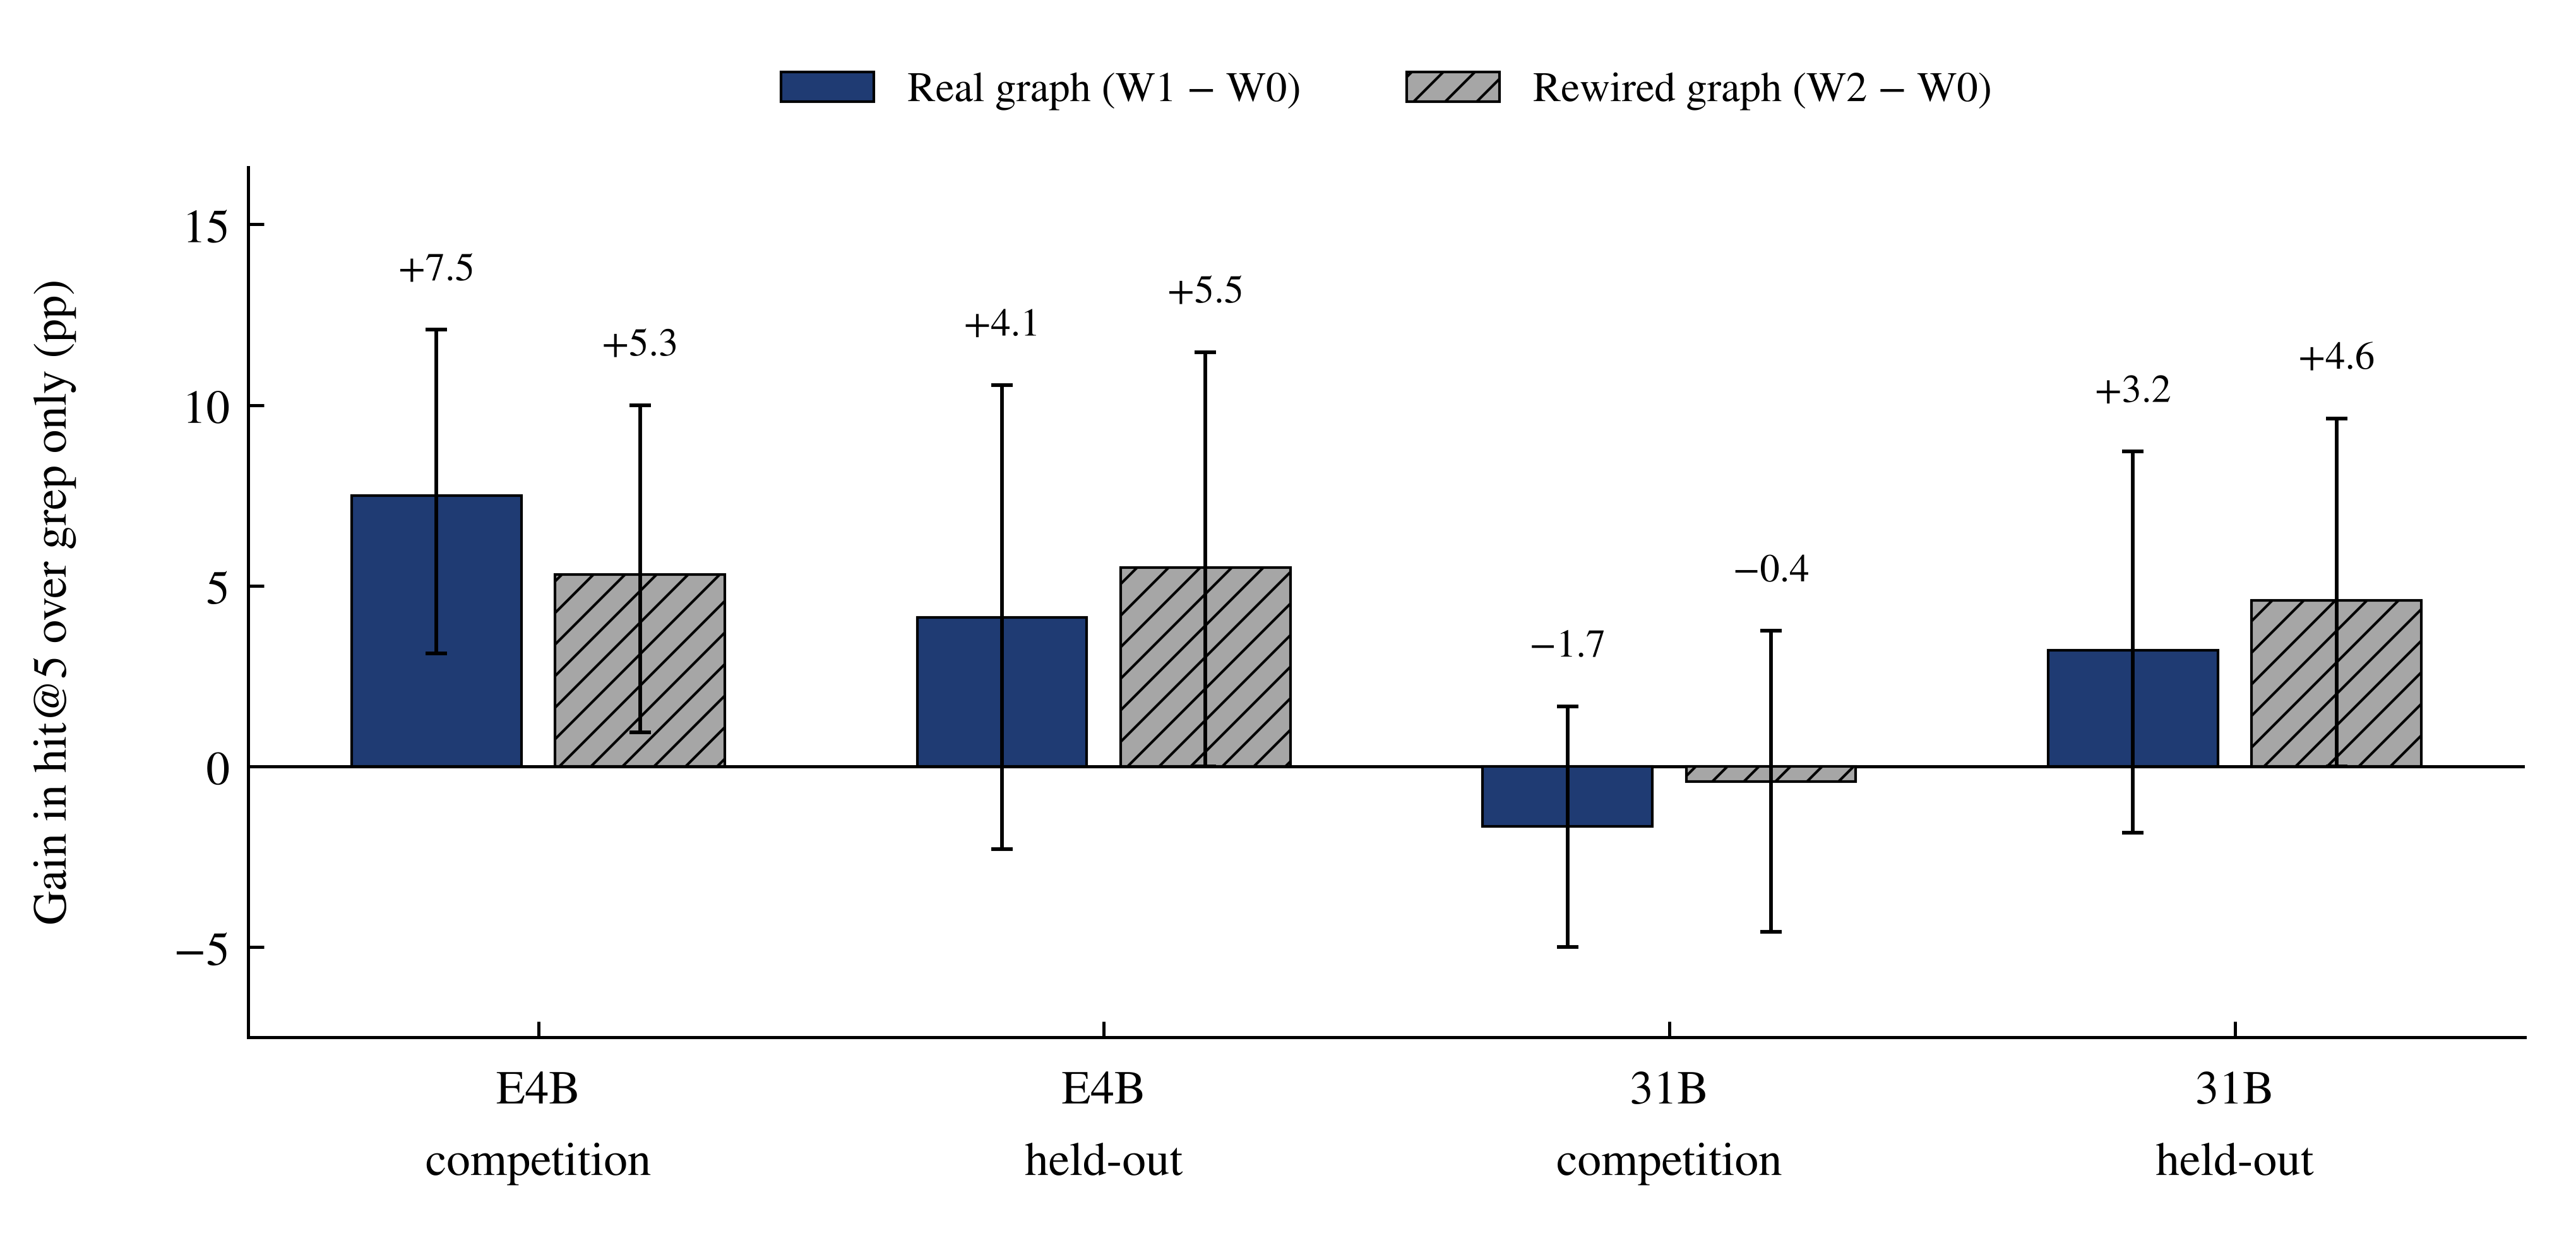 Real graph (W1 − W0)
Rewired graph (W2 − W0)
Gain in hit@5 over grep only (pp)
15
10
5
0
−5
+7.5
+5.3
+4.1
+5.5
−1.7
−0.4
+3.2
+4.6
E4B
competition
E4B
held-out
31B
competition
31B
held-out